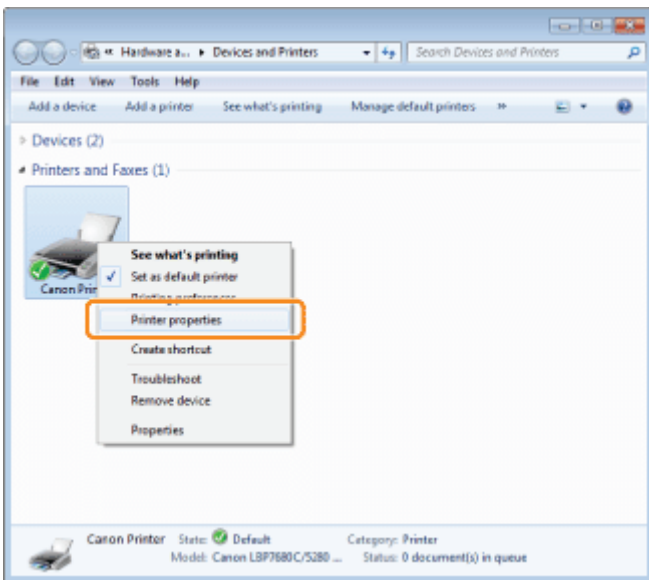 « Hardware a... ▸ Devices and Printers Search Devices and Printers
File Edit View Tools Help
Add a device Add a printer See what's printing Manage default printers »
Devices (2)
Printers and Faxes (1)
See what's printing
Set as default printer
Canon Prin
Printing preferences
Printer properties
Create shortcut
Troubleshoot
Remove device
Properties
Canon Printer State: Default Category: Printer
Model: Canon LBP7680C/5280 ... Status: 0 document(s) in queue